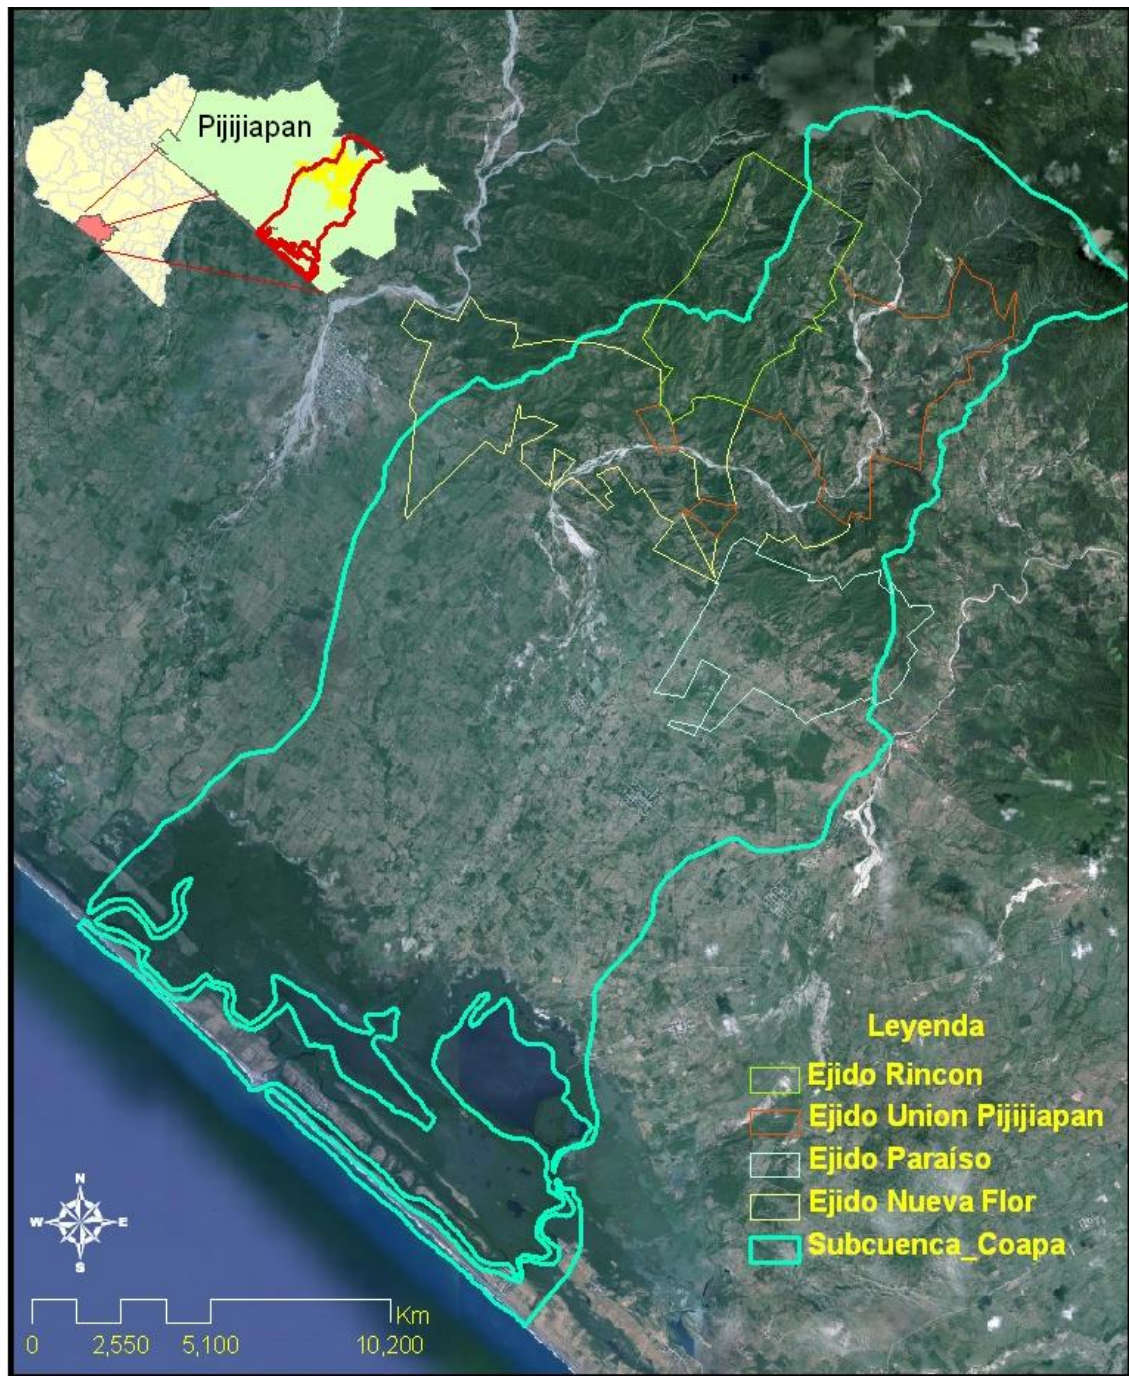 Pijijiapan
Leyenda
Ejido Rincon
Ejido Union Pijijiapan
Ejido Paraíso
Ejido Nueva Flor
Subcuenca_Coapa
N
W E
S
Km
0 2,550 5,100 10,200